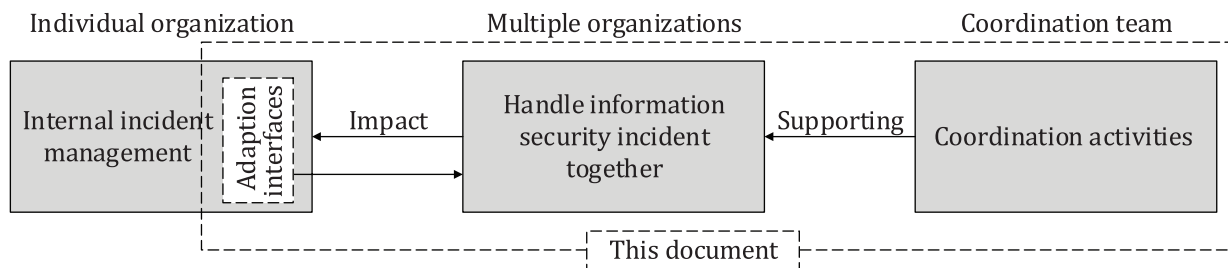 Individual organization
Multiple organizations
Coordination team
Internal incident
management
Adaption
interfaces
Impact
Handle information
security incident
together
Supporting
Coordination activities
This document